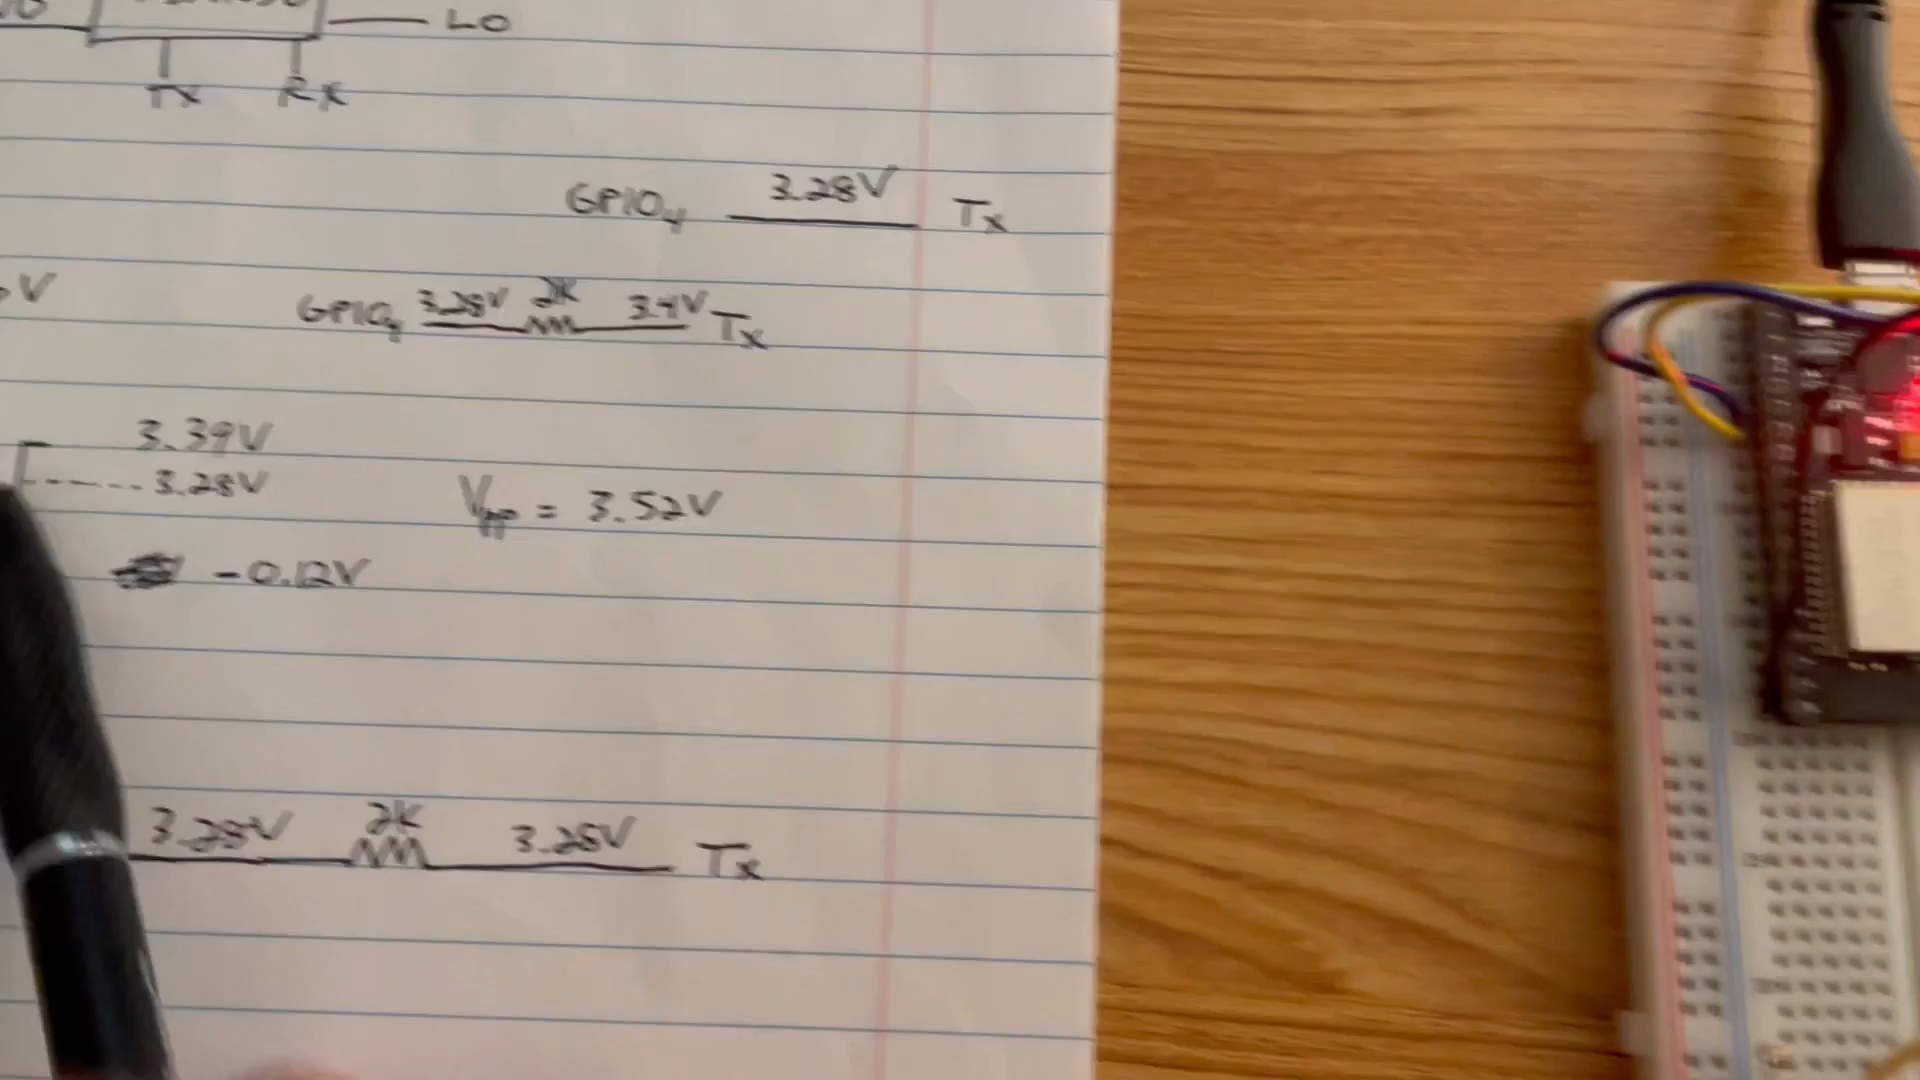 LO
Tx Rx
GPIO4 3.28V Tx
V
GPIO4 3.28V 2K 3.4V Tx
3.39V
3.28V
Vpp = 3.52V
-0.12V
3.28V 2K 3.28V Tx